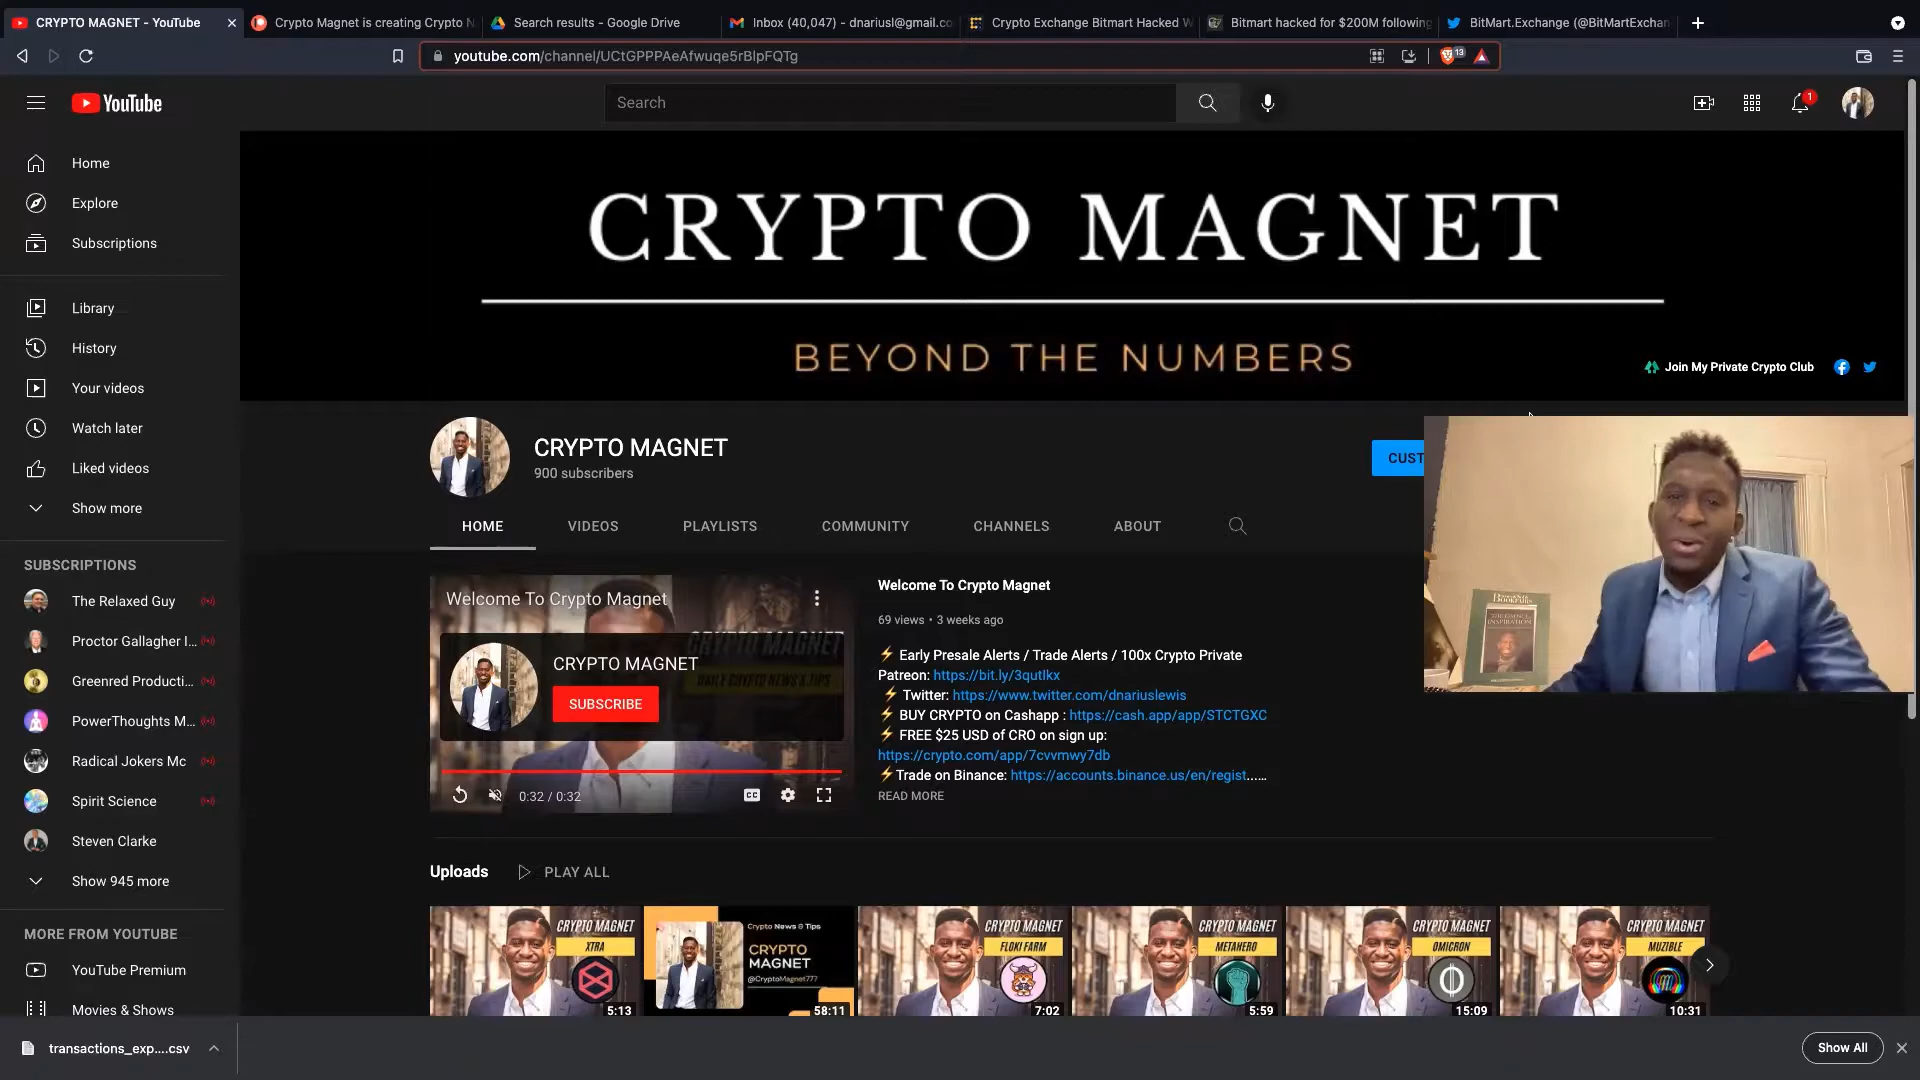 CRYPTO MAGNET - YouTube
Crypto Magnet is creating Crypto N
Search results - Google Drive
Inbox (40,047) - dnariusl@gmail.co
Crypto Exchange Bitmart Hacked W
Bitmart hacked for $200M following
BitMart.Exchange (@BitMartExchan
youtube.com/channel/UCtGPPPAeAfwuqe5rBlpFQTg
13
YouTube
Search
1
Home
Explore
Subscriptions
Library
History
Your videos
Watch later
Liked videos
Show more
SUBSCRIPTIONS
The Relaxed Guy
Proctor Gallagher I...
Greenred Producti...
PowerThoughts M...
Radical Jokers Mc
Spirit Science
Steven Clarke
Show 945 more
MORE FROM YOUTUBE
YouTube Premium
Movies & Shows
CRYPTO MAGNET
BEYOND THE NUMBERS
Join My Private Crypto Club
CRYPTO MAGNET
900 subscribers
CUST
HOME
VIDEOS
PLAYLISTS
COMMUNITY
CHANNELS
ABOUT
Welcome To Crypto Magnet
CRYPTO MAGNET
SUBSCRIBE
0:32 / 0:32
CC
Welcome To Crypto Magnet
69 views • 3 weeks ago
⚡ Early Presale Alerts / Trade Alerts / 100x Crypto Private
Patreon: https://bit.ly/3qutIkx
⚡ Twitter: https://www.twitter.com/dnariuslewis
⚡ BUY CRYPTO on Cashapp : https://cash.app/app/STCTGXC
⚡ FREE $25 USD of CRO on sign up:
https://crypto.com/app/7cvvmwy7db
⚡Trade on Binance: https://accounts.binance.us/en/regist......
READ MORE
Uploads
PLAY ALL
CRYPTO MAGNET
XTRA
5:13
Crypto News & Tips
CRYPTO
MAGNET
@CryptoMagnet777
58:11
CRYPTO MAGNET
FLOKI FARM
7:02
CRYPTO MAGNET
METAHERO
5:59
CRYPTO MAGNET
OMICRON
15:09
CRYPTO MAGNET
MUZIBLE
10:31
transactions_exp....csv
Show All